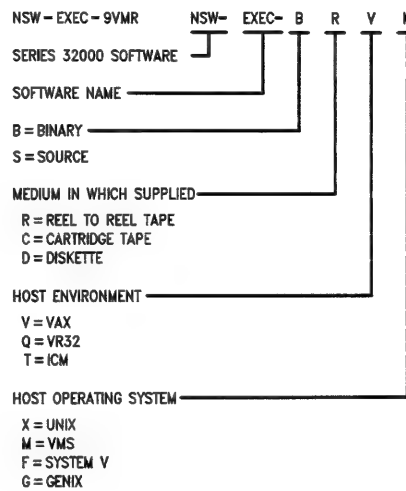 NSW-EXEC-9VMR NSW- EXEC- B R V
SERIES 32000 SOFTWARE
SOFTWARE NAME
B = BINARY
S = SOURCE
MEDIUM IN WHICH SUPPLIED
R = REEL TO REEL TAPE
C = CARTRIDGE TAPE
D = DISKETTE
HOST ENVIRONMENT
V = VAX
Q = VR32
T = ICM
HOST OPERATING SYSTEM
X = UNIX
M = VMS
F = SYSTEM V
G = GENIX